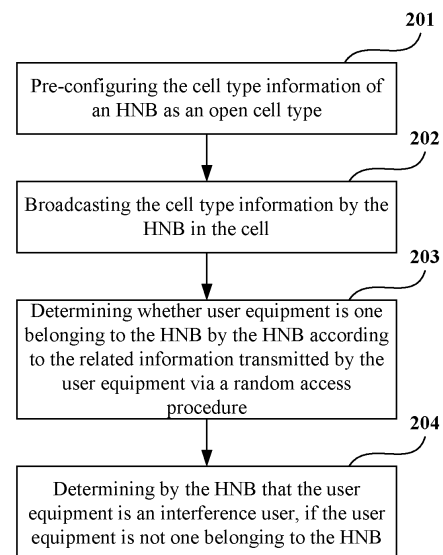 201
Pre-configuring the cell type information of
an HNB as an open cell type
202
Broadcasting the cell type information by the
HNB in the cell
203
Determining whether user equipment is one
belonging to the HNB by the HNB according
to the related information transmitted by the
user equipment via a random access
procedure
204
Determining by the HNB that the user
equipment is an interference user, if the user
equipment is not one belonging to the HNB